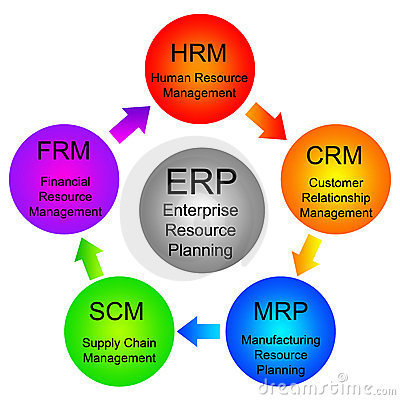 HRM
Human Resource
Management
CRM
Customer
Relationship
Management
MRP
Manufacturing
Resource
Planning
SCM
Supply Chain
Management
FRM
Financial
Resource
Management
ERP
Enterprise
Resource
Planning
dreamstime.com